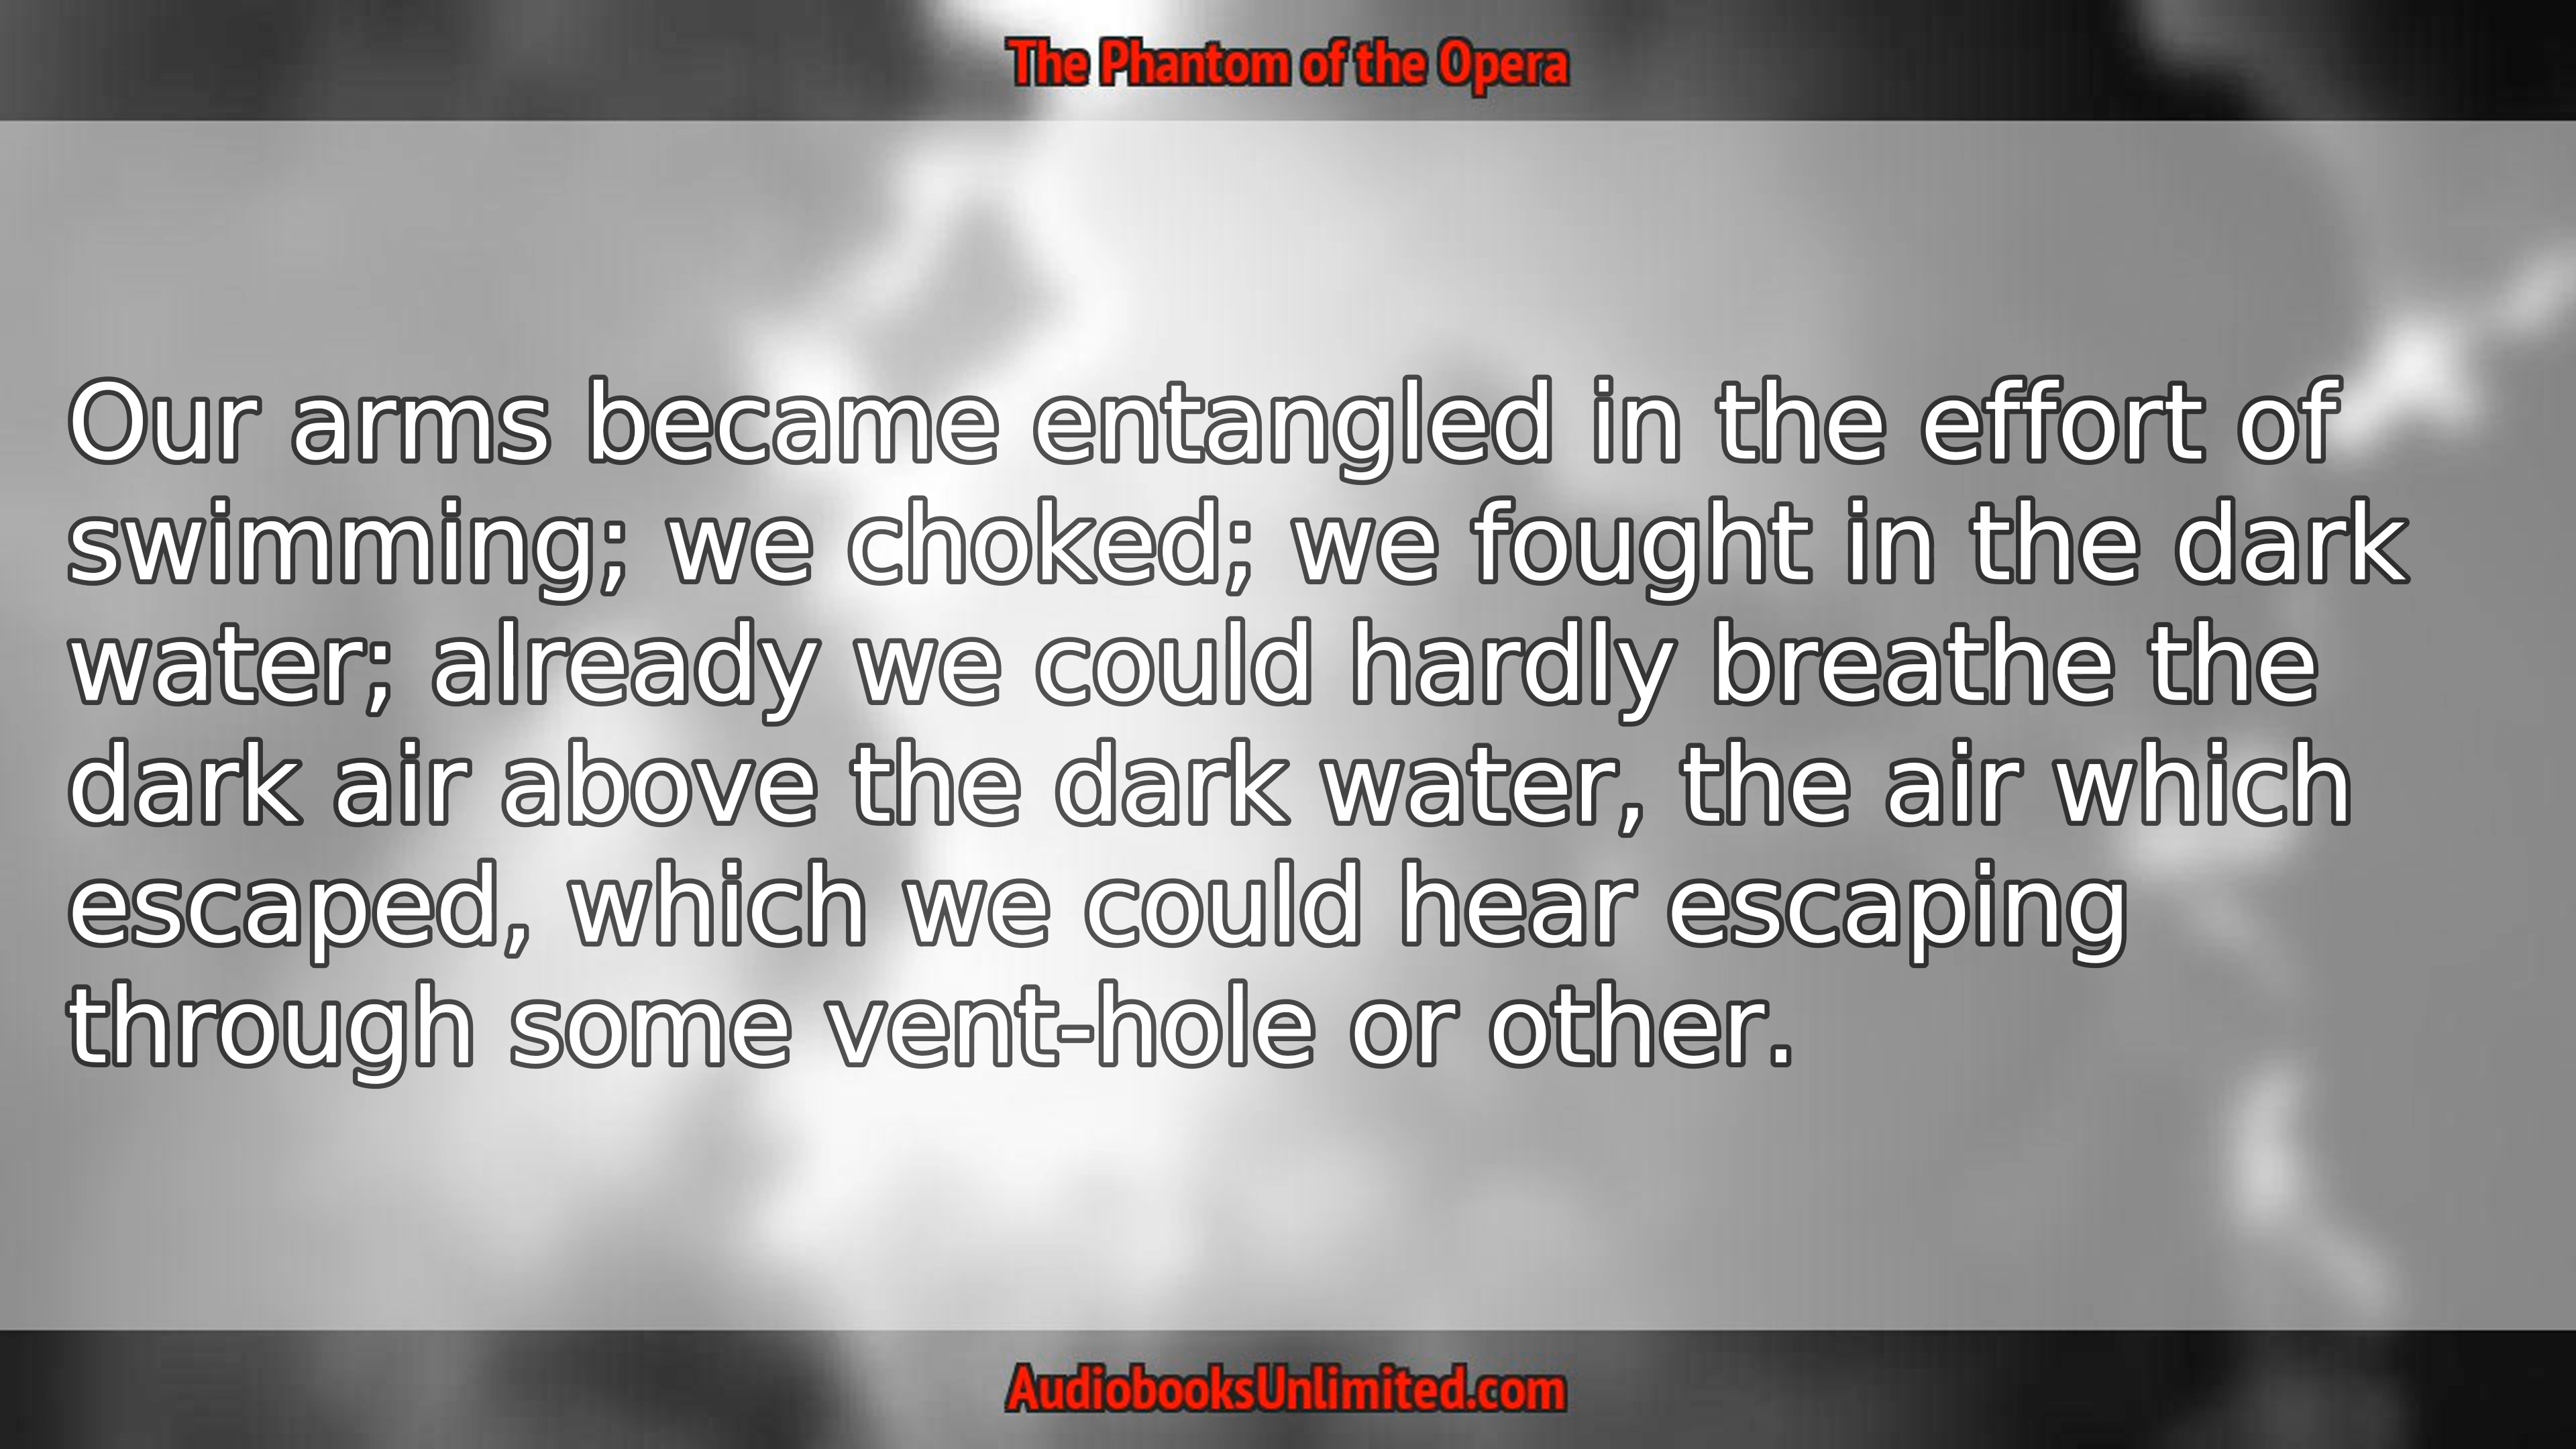 The Phantom of the Opera
Our arms became entangled in the effort of
swimming; we choked; we fought in the dark
water; already we could hardly breathe the
dark air above the dark water, the air which
escaped, which we could hear escaping
through some vent-hole or other.
AudiobooksUnlimited.com